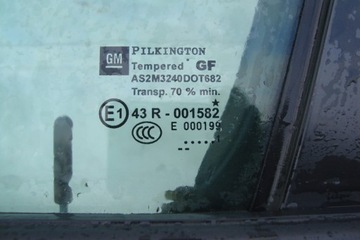 GM PILKINGTON
Tempered GF
AS2M3240DOT682
Transp. 70 % min.
E1 43 R - 001582
CCC E 000199